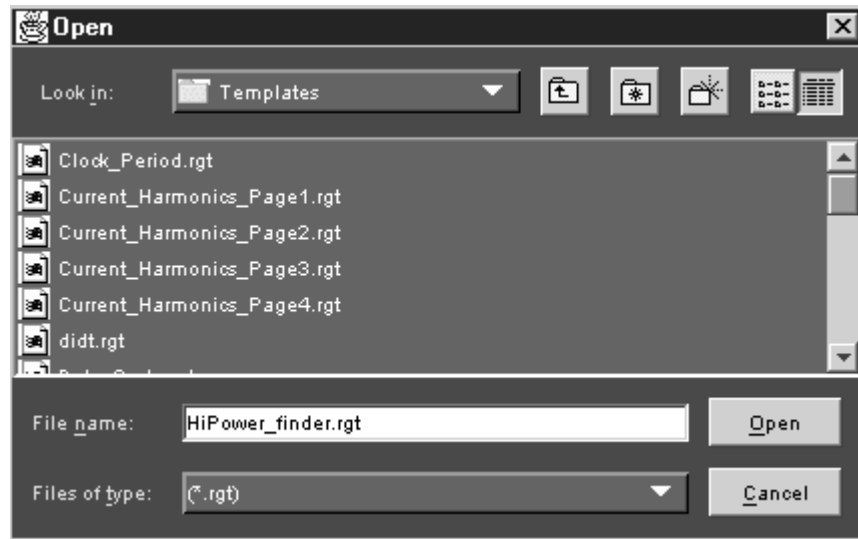 Open
Look in: Templates
Clock_Period.rgt
Current_Harmonics_Page1.rgt
Current_Harmonics_Page2.rgt
Current_Harmonics_Page3.rgt
Current_Harmonics_Page4.rgt
didt.rgt
File name: HiPower_finder.rgt Open
Files of type: (*.rgt) Cancel